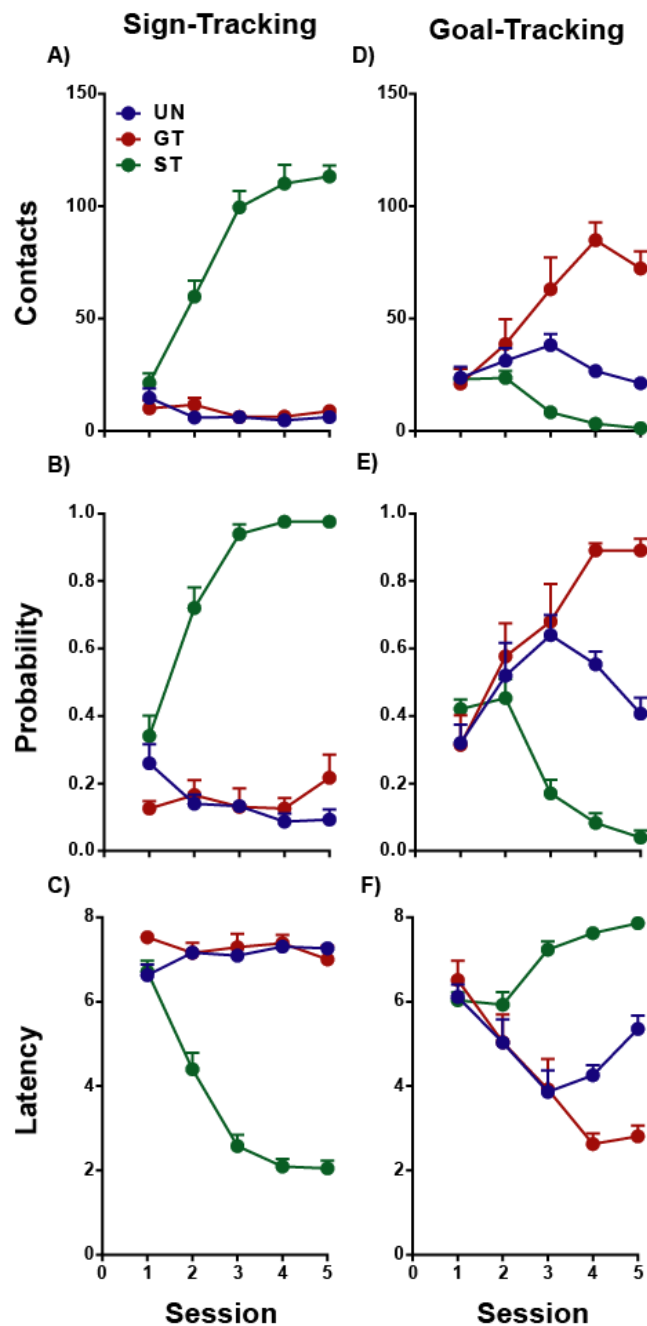 Sign-Tracking
Goal-Tracking
A)
D)
150
100
50
0
UN
GT
ST
Contacts
150
100
50
0
B)
E)
1.0
0.8
0.6
0.4
0.2
0.0
Probability
1.0
0.8
0.6
0.4
0.2
0.0
C)
F)
8
6
4
2
0
Latency
0 1 2 3 4 5
Session
8
6
4
2
0
0 1 2 3 4 5
Session